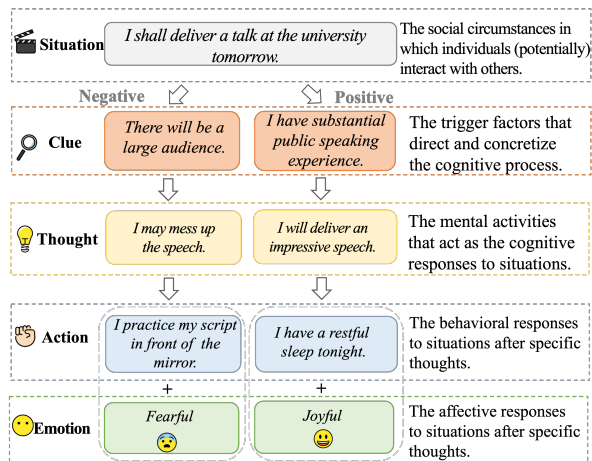 Situation
I shall deliver a talk at the university
tomorrow.
The social circumstances in
which individuals (potentially)
interact with others.
Negative
Positive
Clue
There will be a
large audience.
I have substantial
public speaking
experience.
The trigger factors that
direct and concretize
the cognitive process.
Thought
I may mess up
the speech.
I will deliver an
impressive speech.
The mental activities
that act as the cognitive
responses to situations.
Action
I practice my script
in front of the
mirror.
I have a restful
sleep tonight.
The behavioral responses
to situations after specific
thoughts.
+
+
Emotion
Fearful
Joyful
The affective responses
to situations after specific
thoughts.